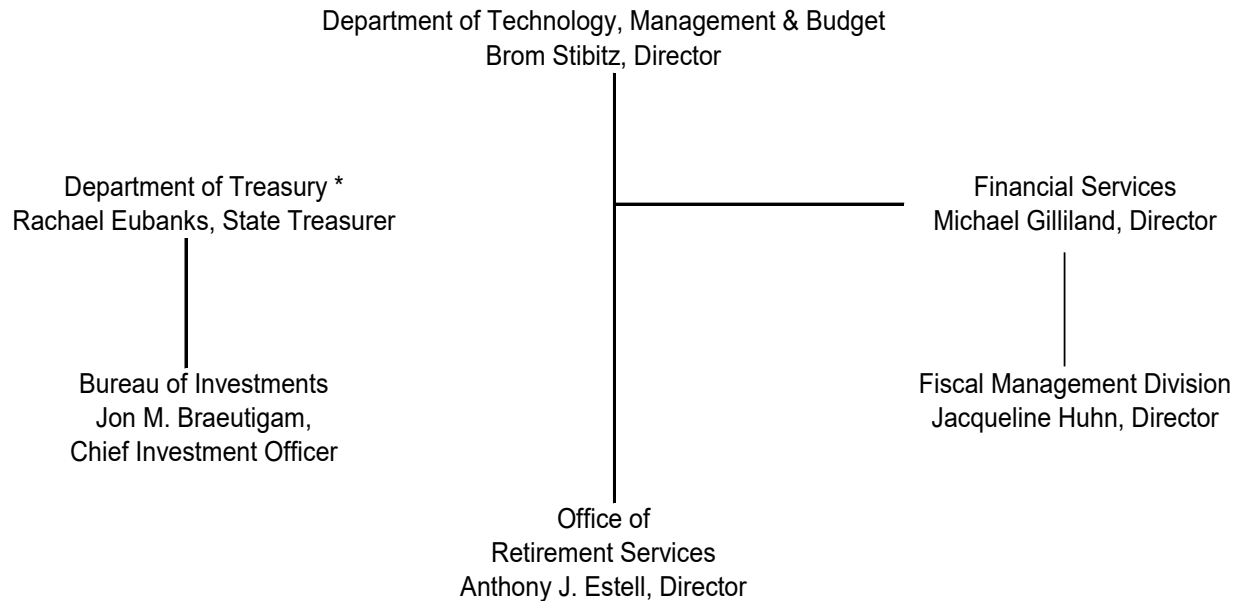 Department of Technology, Management & Budget
Brom Stibitz, Director
Department of Treasury *
Rachael Eubanks, State Treasurer
Financial Services
Michael Gilliland, Director
Bureau of Investments
Jon M. Braeutigam,
Chief Investment Officer
Fiscal Management Division
Jacqueline Huhn, Director
Office of
Retirement Services
Anthony J. Estell, Director